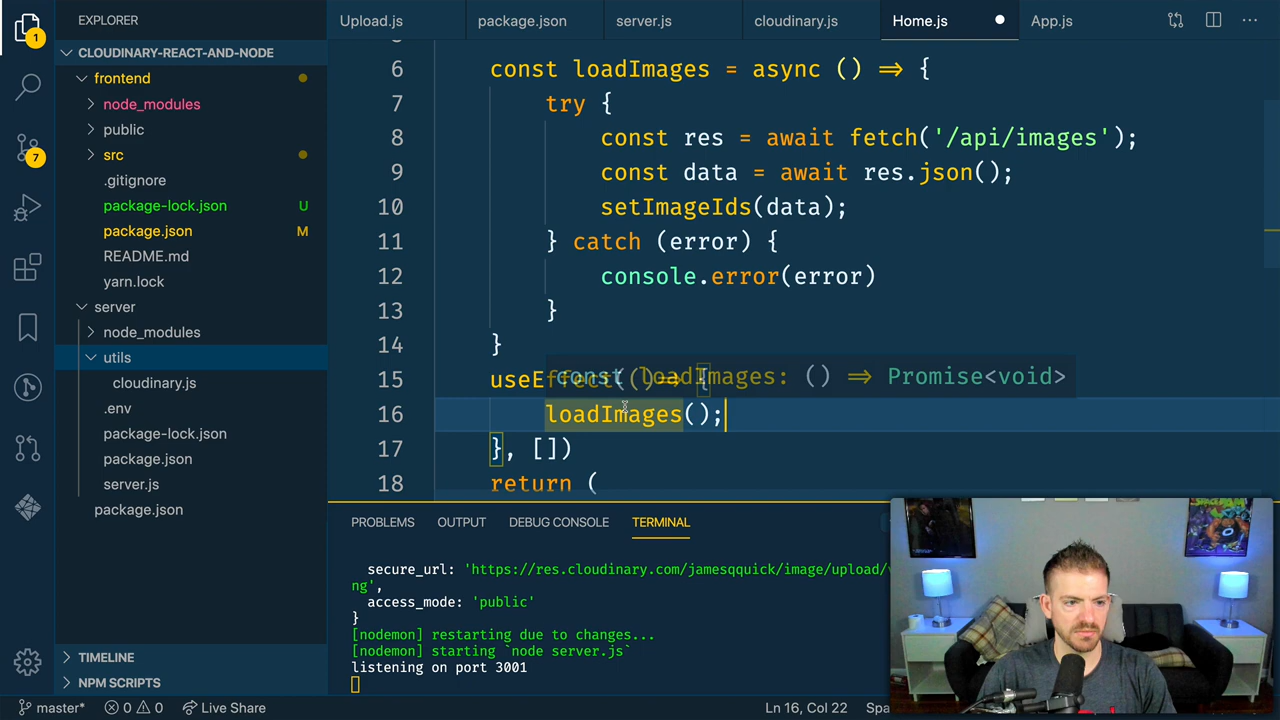 EXPLORER
Upload.js
package.json
server.js
cloudinary.js
Home.js
App.js
1
CLOUDINARY-REACT-AND-NODE
frontend
node_modules
public
src
.gitignore
package-lock.json U
package.json M
README.md
yarn.lock
server
node_modules
utils
cloudinary.js
.env
package-lock.json
package.json
server.js
package.json
TIMELINE
NPM SCRIPTS
7
6 const loadImages = async () => {
7 try {
8 const res = await fetch('/api/images');
9 const data = await res.json();
10 setImageIds(data);
11 } catch (error) {
12 console.error(error)
13 }
14 }
15 useEffect(()=> {
const loadImages: () => Promise<void>
16 loadImages();
17 }, [])
18 return (
PROBLEMS OUTPUT DEBUG CONSOLE TERMINAL
secure_url: 'https://res.cloudinary.com/jamesqquick/image/upload/
ng',
access_mode: 'public'
}
[nodemon] restarting due to changes...
[nodemon] starting `node server.js`
listening on port 3001
master* 0 0 Live Share Ln 16, Col 22 Spa